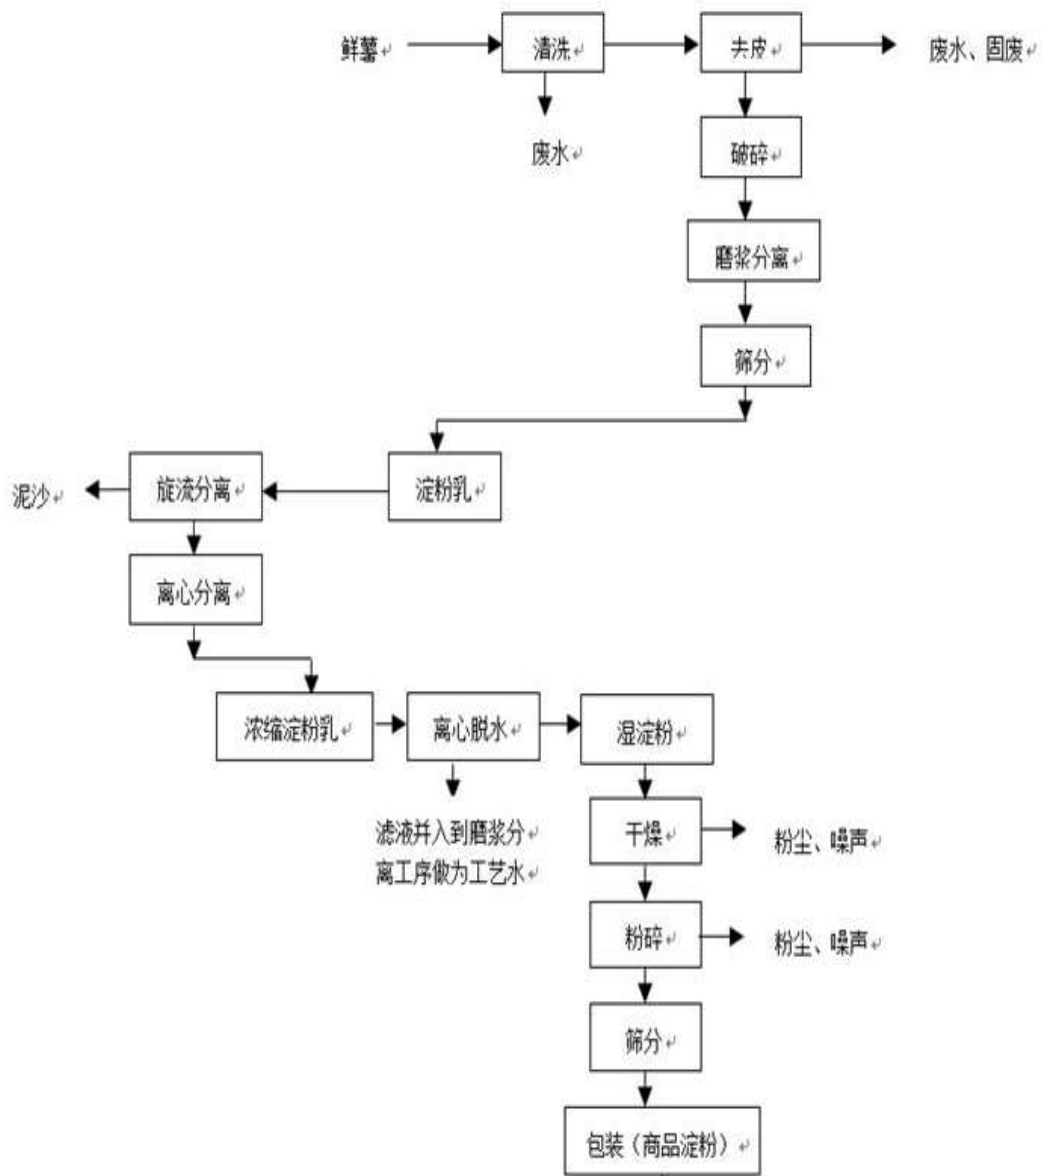 鲜薯
清洗
去皮
废水、固废
废水
破碎
磨浆分离
筛分
淀粉乳
旋流分离
泥沙
离心分离
浓缩淀粉乳
离心脱水
湿淀粉
滤液并入到磨浆分
离工序做为工艺水
干燥
粉尘、噪声
粉碎
粉尘、噪声
筛分
包装（商品淀粉）